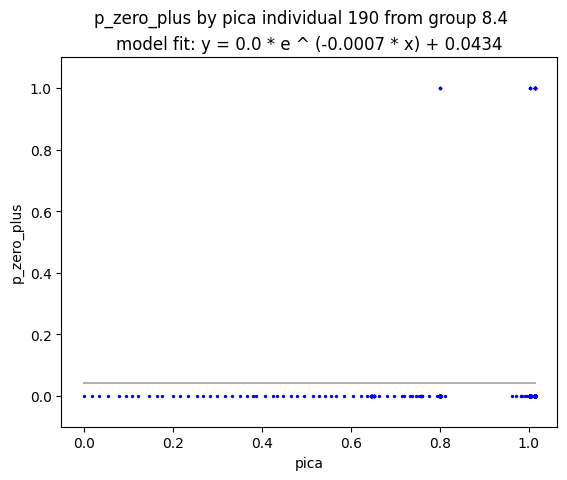 p_zero_plus by pica individual 190 from group 8.4
model fit: y = 0.0 * e ^ (-0.0007 * x) + 0.0434
1.0
0.8
0.6
0.4
0.2
0.0
p_zero_plus
0.0 0.2 0.4 0.6 0.8 1.0
pica